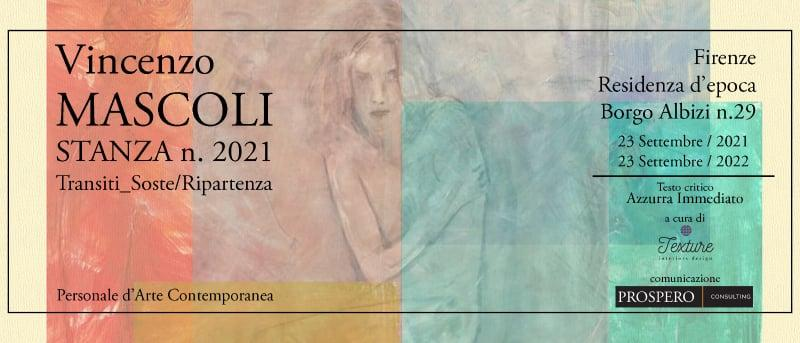 Vincenzo
MASCOLI
STANZA n. 2021
Transiti_Soste/Ripartenza
Personale d'Arte Contemporanea
Firenze
Residenza d'epoca
Borgo Albizi n.29
23 Settembre / 2021
23 Settembre / 2022
Testo critico
Azzurra Immediato
a cura di
Texture
interiors design
comunicazione
PROSPERO CONSULTING